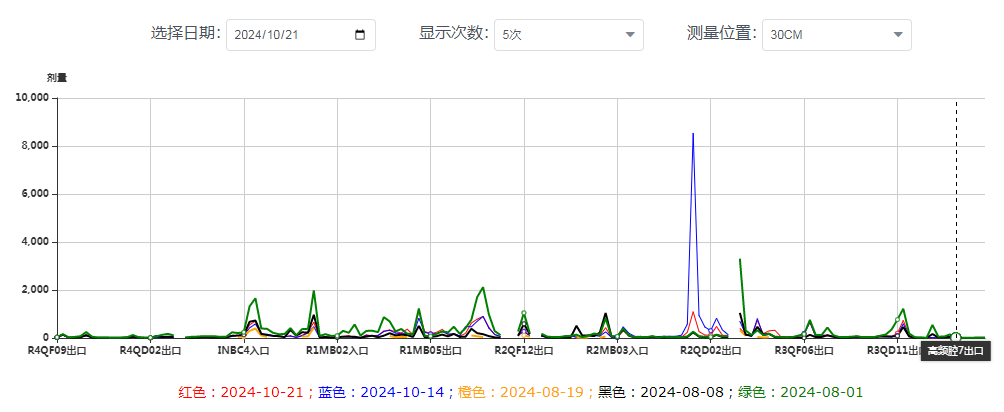 选择日期: 2024/10/21 显示次数: 5次 测量位置: 30CM
剂量
10,000
8,000
6,000
4,000
2,000
0
R4QF09出口 R4QD02出口 INBC4入口 R1MB02入口 R1MB05出口 R2QF12出口 R2MB03入口 R2QD02出口 R3QF06出口 R3QD11出 高频腔7出口
红色：2024-10-21；蓝色：2024-10-14；橙色：2024-08-19；黑色：2024-08-08；绿色：2024-08-01